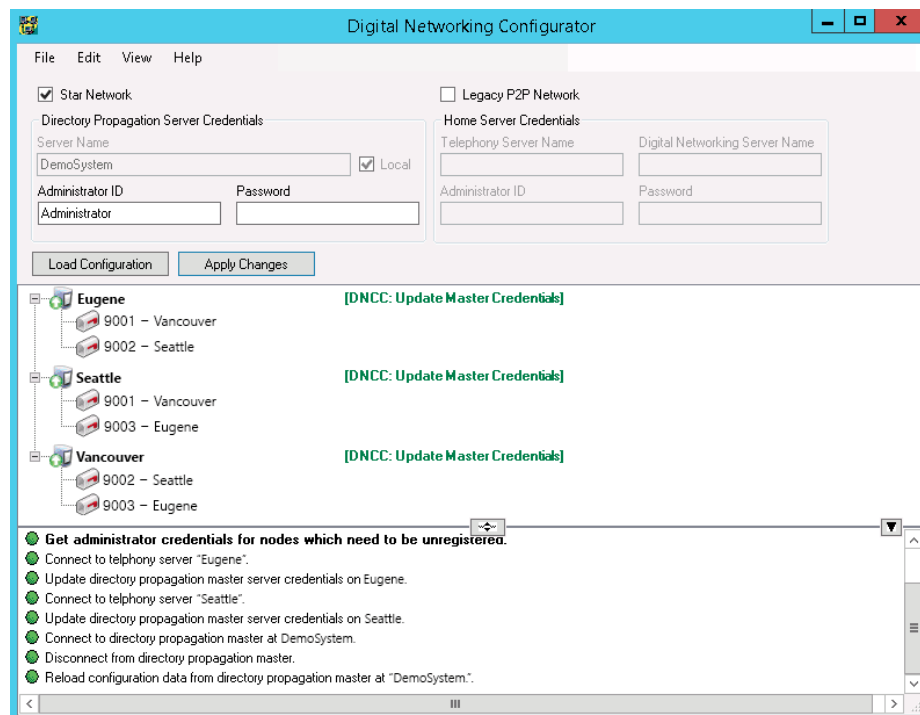 Digital Networking Configurator
File Edit View Help
Star Network
Legacy P2P Network
Directory Propagation Server Credentials
Home Server Credentials
Server Name
Telephony Server Name
Digital Networking Server Name
DemoSystem
Local
Administrator ID
Password
Administrator ID
Password
Administrator
Load Configuration
Apply Changes
Eugene [DNCC: Update Master Credentials]
9001 – Vancouver
9002 – Seattle
Seattle [DNCC: Update Master Credentials]
9001 – Vancouver
9003 – Eugene
Vancouver [DNCC: Update Master Credentials]
9002 – Seattle
9003 – Eugene
Get administrator credentials for nodes which need to be unregistered.
Connect to telphony server "Eugene".
Update directory propagation master server credentials on Eugene.
Connect to telphony server "Seattle".
Update directory propagation master server credentials on Seattle.
Connect to directory propagation master at DemoSystem.
Disconnect from directory propagation master.
Reload configuration data from directory propagation master at "DemoSystem.".